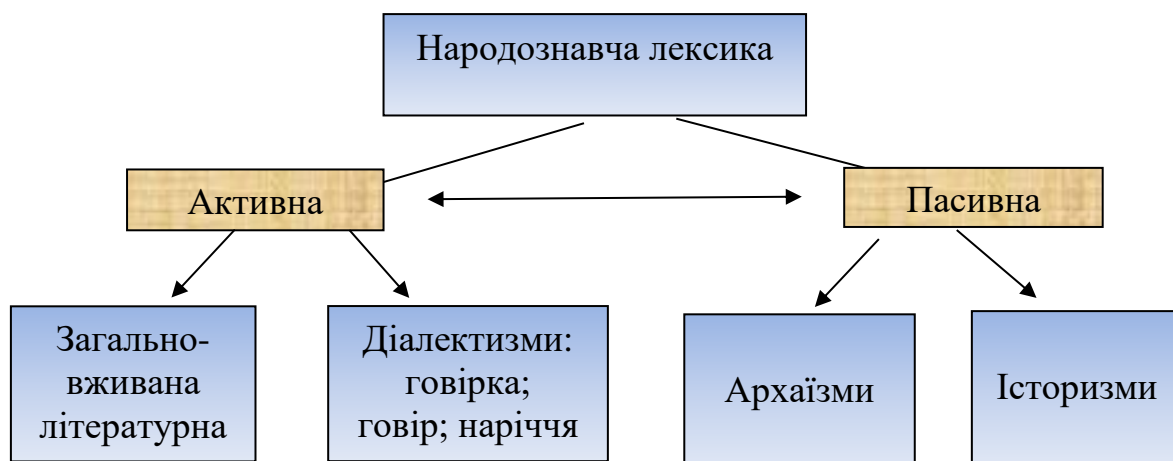 Народознавча лексика
Активна
Пасивна
Загально-
вживана
літературна
Діалектизми:
говірка;
говір; наріччя
Архаїзми
Історизми